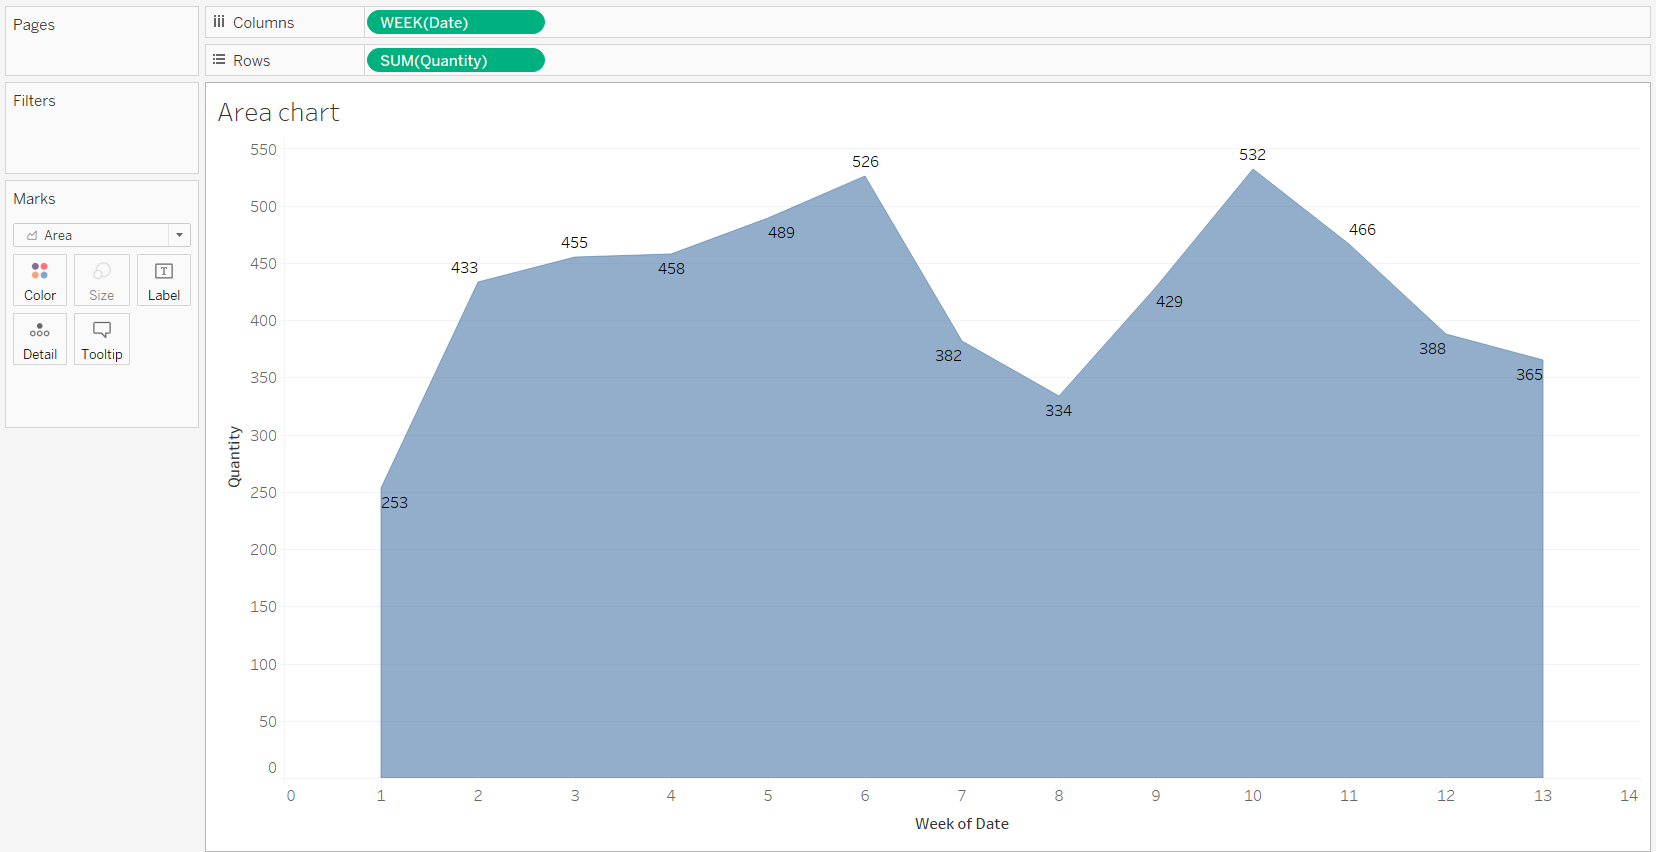 Pages
Columns
WEEK(Date)
Rows
SUM(Quantity)
Filters
Marks
Area
Color
Size
Label
Detail
Tooltip
Area chart
550
500
450
400
350
300
250
200
150
100
50
0
Quantity
253
433
455
458
489
526
382
334
429
532
466
388
365
0 1 2 3 4 5 6 7 8 9 10 11 12 13 14
Week of Date